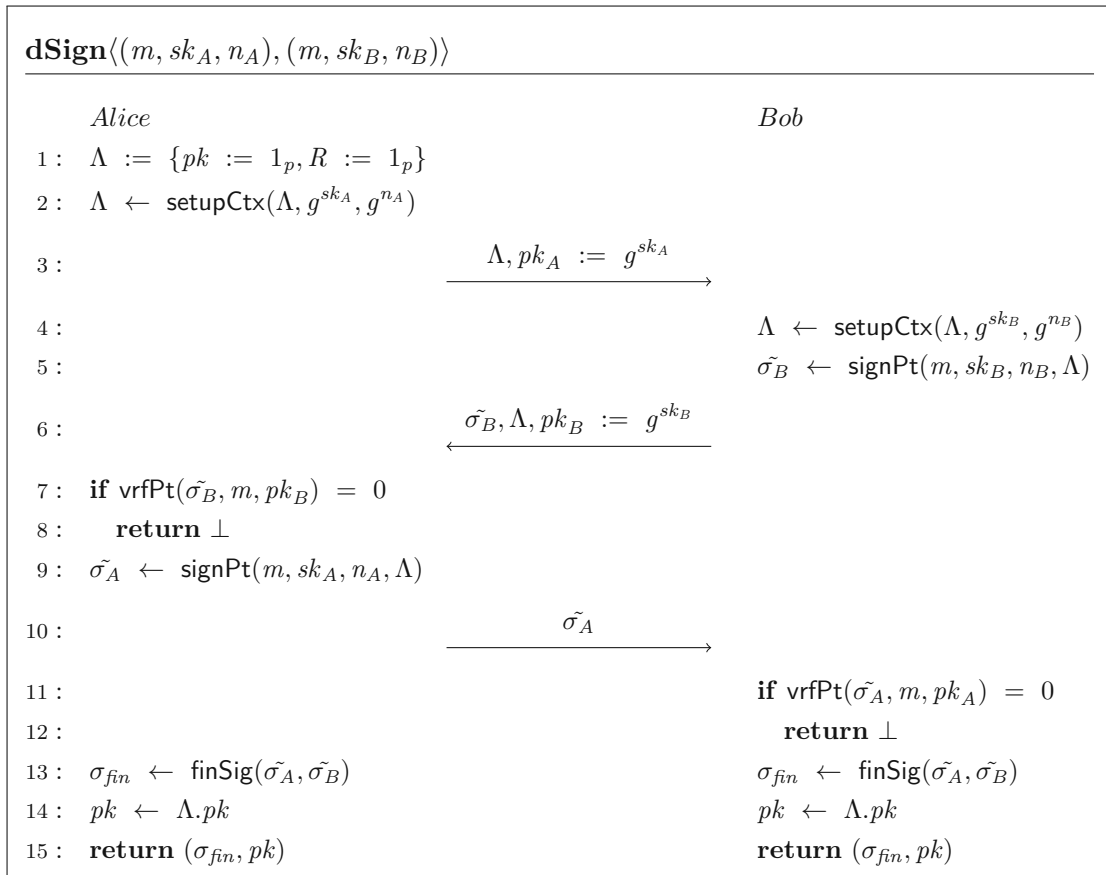 dSign⟨(m, sk_A, n_A), (m, sk_B, n_B)⟩
Alice Bob
1 : Λ := {pk := 1_p, R := 1_p}
2 : Λ ← setupCtx(Λ, g^{sk_A}, g^{n_A})
3 : Λ, pk_A := g^{sk_A}
4 : Λ ← setupCtx(Λ, g^{sk_B}, g^{n_B})
5 : σ̃_B ← signPt(m, sk_B, n_B, Λ)
6 : σ̃_B, Λ, pk_B := g^{sk_B}
7 : if vrfPt(σ̃_B, m, pk_B) = 0
8 : return ⊥
9 : σ̃_A ← signPt(m, sk_A, n_A, Λ)
10 : σ̃_A
11 : if vrfPt(σ̃_A, m, pk_A) = 0
12 : return ⊥
13 : σ_fin ← finSig(σ̃_A, σ̃_B) σ_fin ← finSig(σ̃_A, σ̃_B)
14 : pk ← Λ.pk pk ← Λ.pk
15 : return (σ_fin, pk) return (σ_fin, pk)